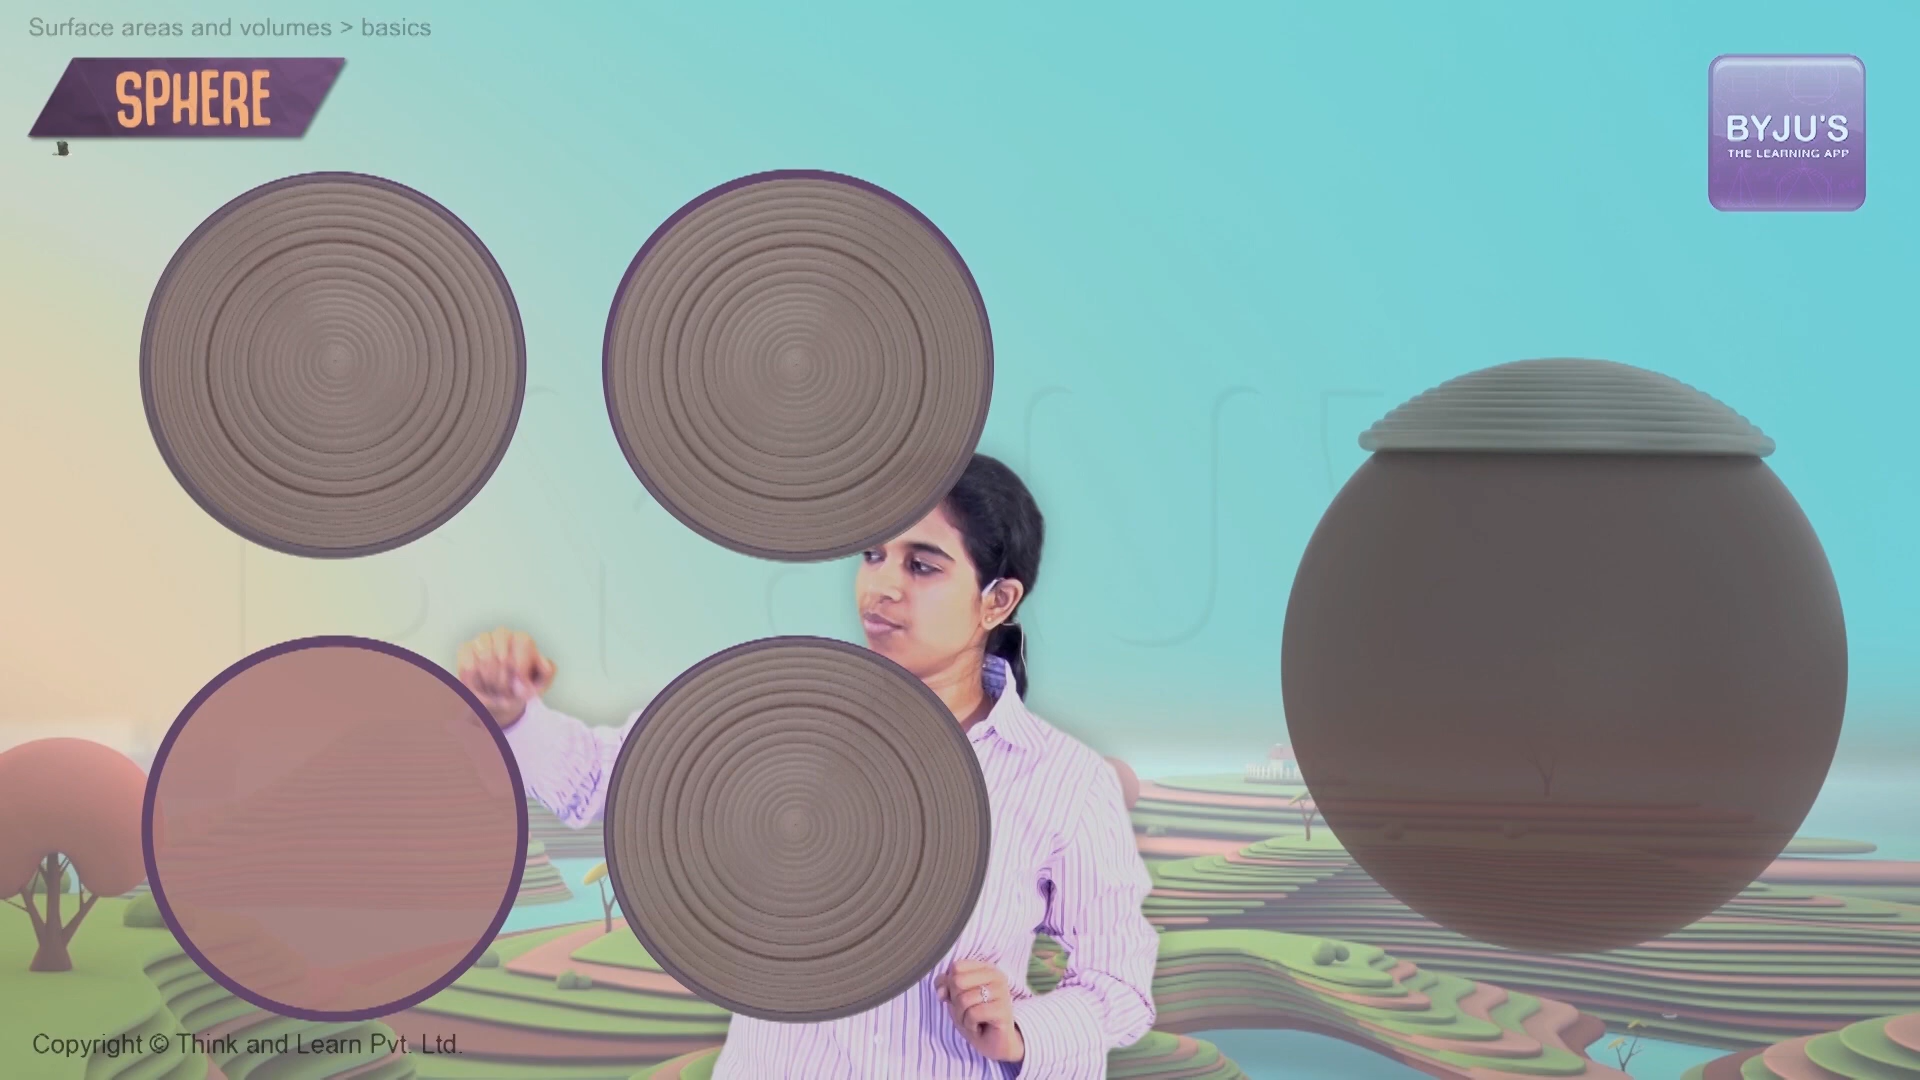 Surface areas and volumes > basics
SPHERE
BYJU'S
THE LEARNING APP
Copyright © Think and Learn Pvt. Ltd.